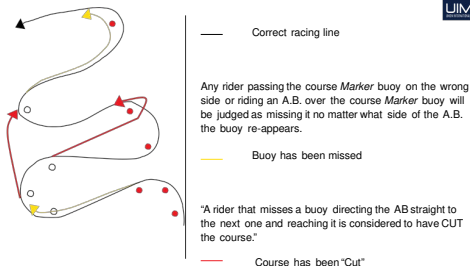 UIM
Correct racing line
Any rider passing the course Marker buoy on the wrong
side or riding an A.B. over the course Marker buoy will
be judged as missing it no matter what side of the A.B.
the buoy re-appears.
Buoy has been missed
“A rider that misses a buoy directing the AB straight to
the next one and reaching it is considered to have CUT
the course.”
Course has been “Cut”